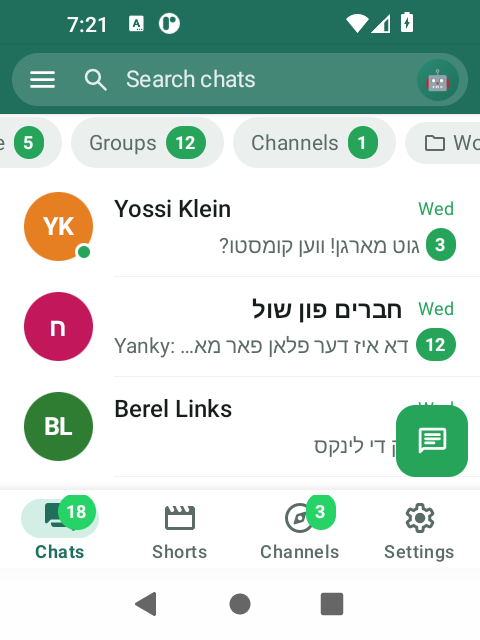 7:21
Search chats
e 5
Groups 12
Channels 1
Wo
YK
Yossi Klein
Wed
גוט מארגן! ווען קומסטו?
3
ח
חברים פון שול
Wed
Yanky: דא איז דער פלאן פאר מא...
12
BL
Berel Links
די לינקס
18
Chats
Shorts
3
Channels
Settings